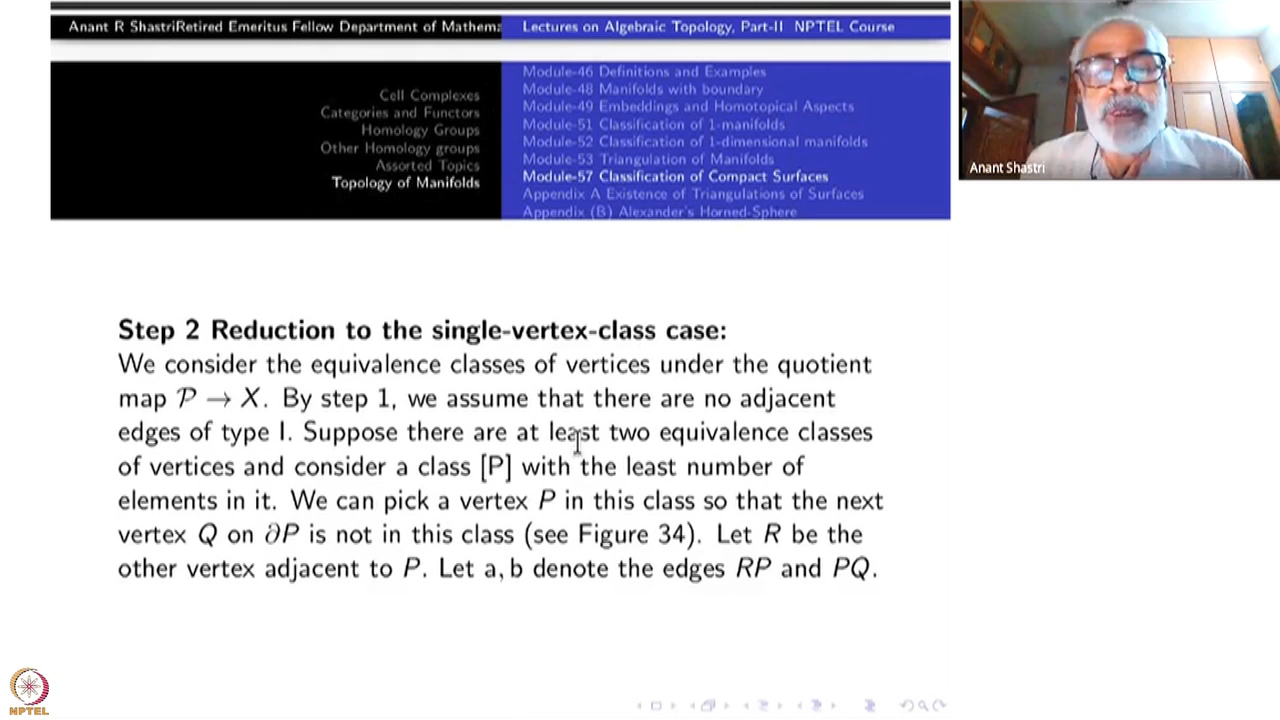 Anant R ShastriRetired Emeritus Fellow Department of Mathema
Lectures on Algebraic Topology, Part-II NPTEL Course
Cell Complexes
Categories and Functors
Homology Groups
Other Homology groups
Assorted Topics
Topology of Manifolds
Module-46 Definitions and Examples
Module-48 Manifolds with boundary
Module-49 Embeddings and Homotopical Aspects
Module-51 Classification of 1-manifolds
Module-52 Classification of 1-dimensional manifolds
Module-53 Triangulation of Manifolds
Module-57 Classification of Compact Surfaces
Appendix A Existence of Triangulations of Surfaces
Appendix (B) Alexander's Horned-Sphere
Anant Shastri
Step 2 Reduction to the single-vertex-class case:
We consider the equivalence classes of vertices under the quotient
map 𝒫 → X. By step 1, we assume that there are no adjacent
edges of type I. Suppose there are at least two equivalence classes
of vertices and consider a class [P] with the least number of
elements in it. We can pick a vertex P in this class so that the next
vertex Q on ∂P is not in this class (see Figure 34). Let R be the
other vertex adjacent to P. Let a, b denote the edges RP and PQ.
NPTEL